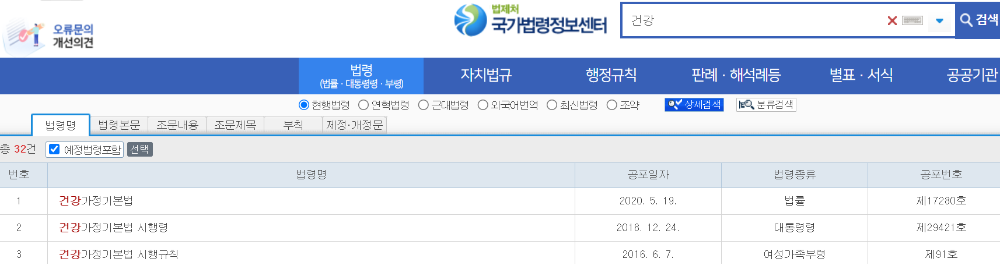 오류문의
개선의견
법제처
국가법령정보센터
건강
검색
법령
(법률 · 대통령령 · 부령)
자치법규
행정규칙
판례 · 해석례등
별표 · 서식
공공기관
현행법령
연혁법령
근대법령
외국어번역
최신법령
조약
상세검색
분류검색
법령명
법령본문
조문내용
조문제목
부칙
제정·개정문
총 32건
예정법령포함
선택
번호 법령명 공포일자 법령종류 공포번호
1 건강가정기본법 2020. 5. 19. 법률 제17280호
2 건강가정기본법 시행령 2018. 12. 24. 대통령령 제29421호
3 건강가정기본법 시행규칙 2016. 6. 7. 여성가족부령 제91호